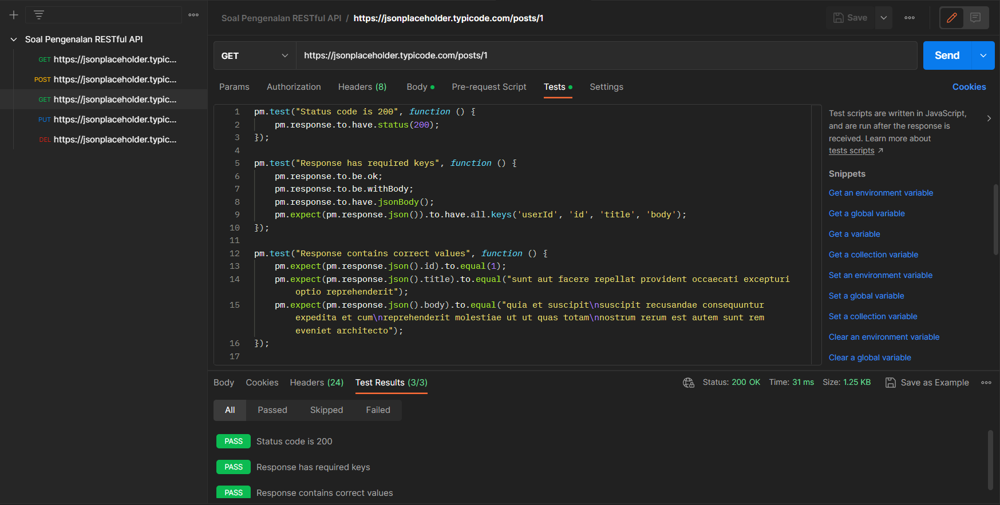 Soal Pengenalan RESTful API
GET https://jsonplaceholder.typic...
POST https://jsonplaceholder.typic...
GET https://jsonplaceholder.typic...
PUT https://jsonplaceholder.typic...
DEL https://jsonplaceholder.typic...
Soal Pengenalan RESTful API / https://jsonplaceholder.typicode.com/posts/1
Save
GET https://jsonplaceholder.typicode.com/posts/1
Send
Params Authorization Headers (8) Body Pre-request Script Tests Settings
Cookies
1 pm.test("Status code is 200", function () {
2 pm.response.to.have.status(200);
3 });
4
5 pm.test("Response has required keys", function () {
6 pm.response.to.be.ok;
7 pm.response.to.be.withBody;
8 pm.response.to.have.jsonBody();
9 pm.expect(pm.response.json()).to.have.all.keys('userId', 'id', 'title', 'body');
10 });
11
12 pm.test("Response contains correct values", function () {
13 pm.expect(pm.response.json().id).to.equal(1);
14 pm.expect(pm.response.json().title).to.equal("sunt aut facere repellat provident occaecati excepturi
optio reprehenderit");
15 pm.expect(pm.response.json().body).to.equal("quia et suscipit\nsuscipit recusandae consequuntur
expedita et cum\nreprehenderit molestiae ut ut quas totam\nnostrum rerum est autem sunt rem
eveniet architecto");
16 });
17
Test scripts are written in JavaScript,
and are run after the response is
received. Learn more about
tests scripts ↗
Snippets
Get an environment variable
Get a global variable
Get a variable
Get a collection variable
Set an environment variable
Set a global variable
Set a collection variable
Clear an environment variable
Clear a global variable
Body Cookies Headers (24) Test Results (3/3)
Status: 200 OK Time: 31 ms Size: 1.25 KB
Save as Example
All Passed Skipped Failed
PASS Status code is 200
PASS Response has required keys
PASS Response contains correct values